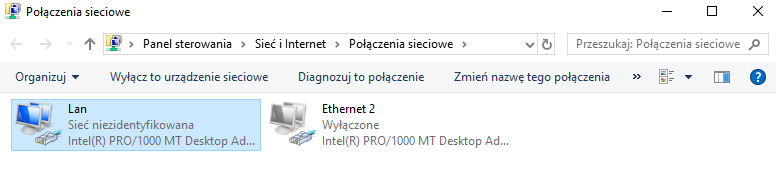 Połączenia sieciowe
Panel sterowania > Sieć i Internet > Połączenia sieciowe
Przeszukaj: Połączenia sieciowe
Organizuj Wyłącz to urządzenie sieciowe Diagnozuj to połączenie Zmień nazwę tego połączenia »
Lan
Sieć niezidentyfikowana
Intel(R) PRO/1000 MT Desktop Ad...
Ethernet 2
Wyłączone
Intel(R) PRO/1000 MT Desktop Ad...